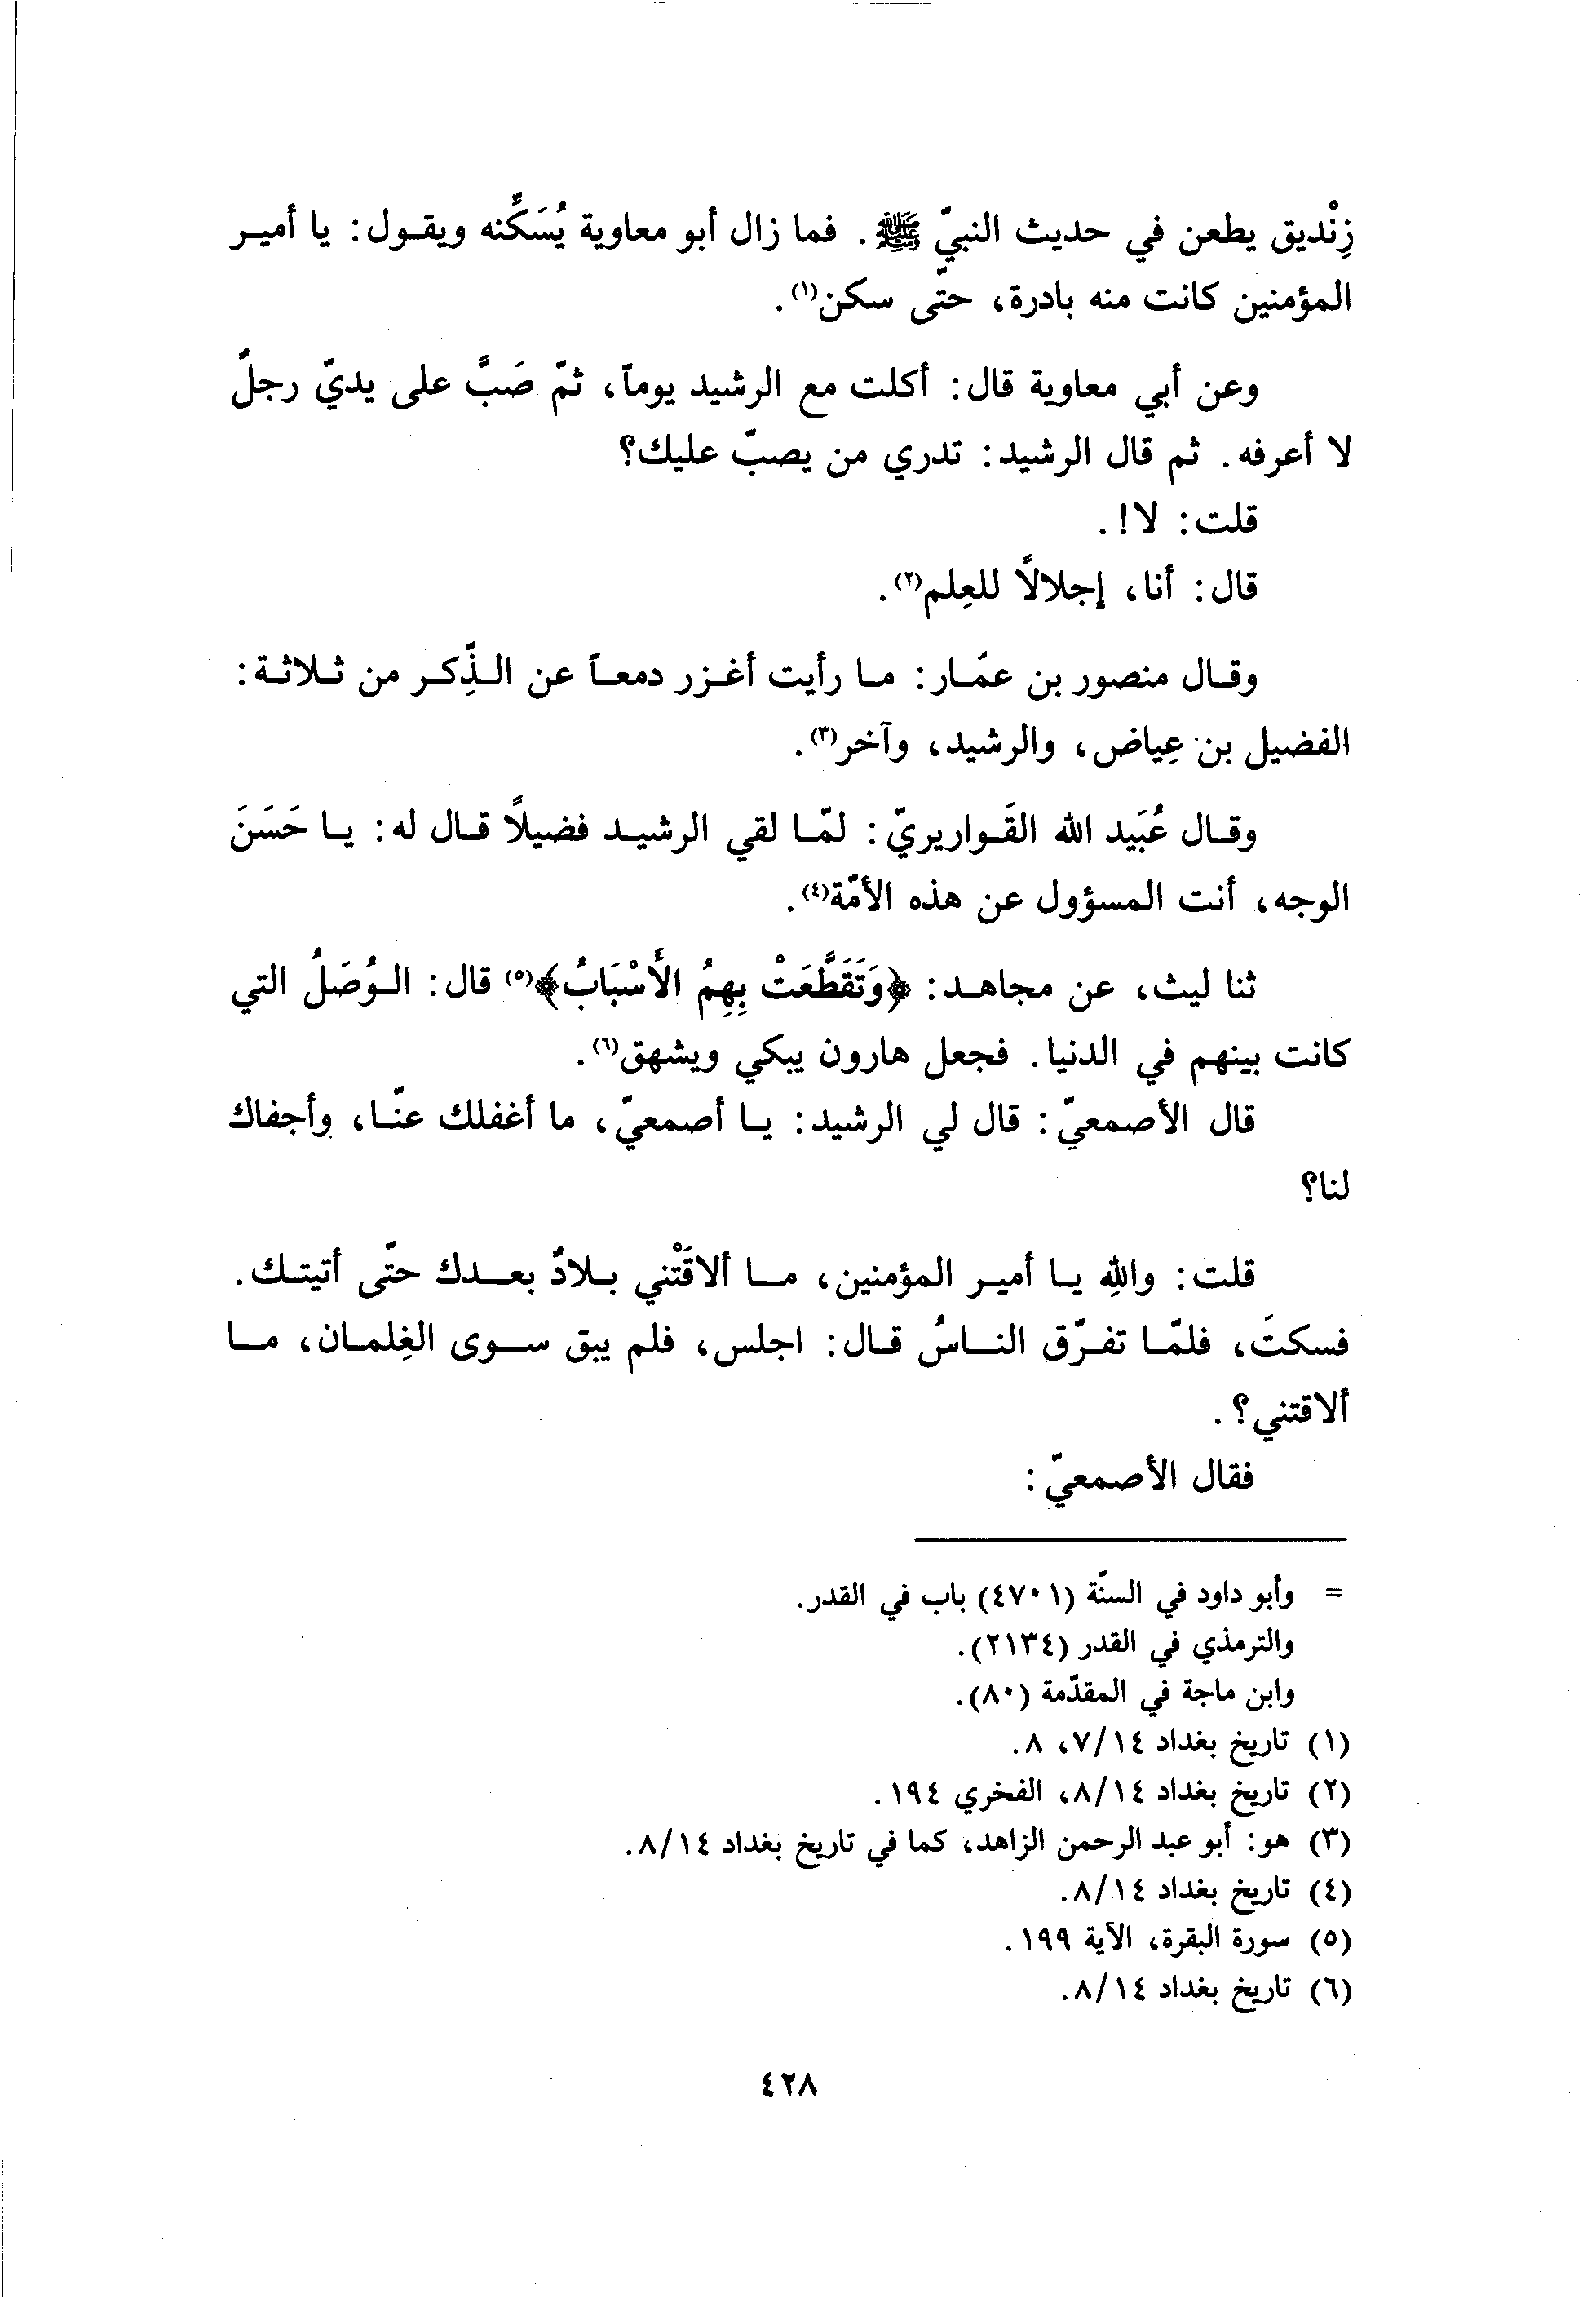 زِنْديق يطعن في حديث النبيّ ﷺ. فما زال أبو معاوية يُسَكِّنه ويقول: يا أمير
المؤمنين كانت منه بادرة، حتّى سكن(١).
وعن أبي معاوية قال: أكلت مع الرشيد يوماً، ثمّ صَبَّ على يديّ رجلٌ
لا أعرفه. ثم قال الرشيد: تدري من يصبّ عليك؟
قلت: لا!.
قال: أنا، إجلالاً للعِلم(٢).
وقال منصور بن عمّار: ما رأيت أغزر دمعاً عن الذِّكر من ثلاثة:
الفضيل بن عِياض، والرشيد، وآخر(٣).
وقال عُبَيد الله القَواريريّ: لمّا لقي الرشيد فضيلاً قال له: يا حَسَنَ
الوجه، أنت المسؤول عن هذه الأمّة(٤).
ثنا ليث، عن مجاهد: ﴿وَتَقَطَّعَتْ بِهِمُ الأَسْبَابُ﴾(٥) قال: الوُصَلُ التي
كانت بينهم في الدنيا. فجعل هارون يبكي ويشهق(٦).
قال الأصمعيّ: قال لي الرشيد: يا أصمعيّ، ما أغفلك عنّا، وأجفاك
لنا؟
قلت: واللهِ يا أمير المؤمنين، ما ألاقَتْني بلادٌ بعدك حتّى أتيتك.
فسكتَ، فلمّا تفرّق الناسُ قال: اجلس، فلم يبق سوى الغِلمان، ما
ألاقتني؟.
فقال الأصمعيّ:
= وأبو داود في السنّة (٤٧٠١) باب في القدر.
والترمذي في القدر (٢١٣٤).
وابن ماجة في المقدّمة (٨٠).
(١) تاريخ بغداد ٧/١٤، ٨.
(٢) تاريخ بغداد ٨/١٤، الفخري ١٩٤.
(٣) هو: أبو عبد الرحمن الزاهد، كما في تاريخ بغداد ٨/١٤.
(٤) تاريخ بغداد ٨/١٤.
(٥) سورة البقرة، الآية ١٩٩.
(٦) تاريخ بغداد ٨/١٤.
٤٢٨